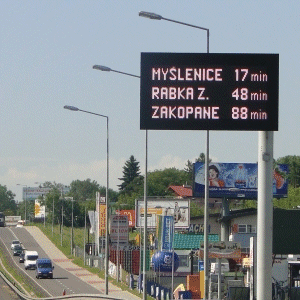 MYŚLENICE 17 min
RABKA Z. 48 min
ZAKOPANE 88 min